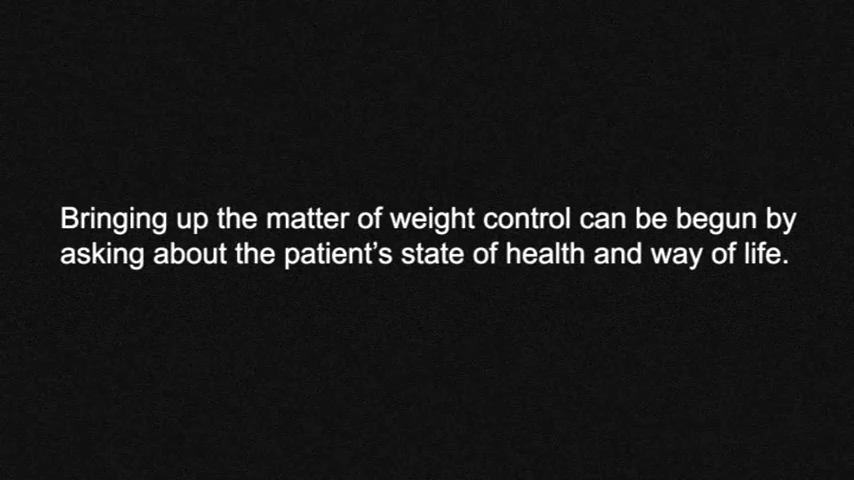 Bringing up the matter of weight control can be begun by
asking about the patient’s state of health and way of life.